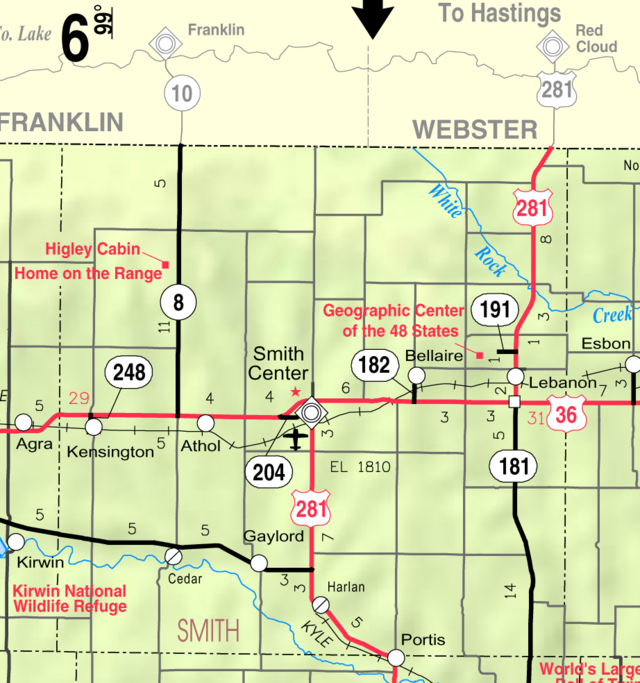 To Hastings
o. Lake
6
99°
Franklin
Red
Cloud
10
281
FRANKLIN
WEBSTER
5
No
White
281
8
Higley Cabin
Home on the Range
Rock
8
11
Geographic Center
of the 48 States
191
3
Creek
1
1
Esbon
Smith
Center
182
Bellaire
248
Lebanon
E
5
29
4
4
6
2
7
3
3
3
31
36
Agra
Kensington
5
Athol
3
5
204
EL 1810
181
281
5
5
5
Gaylord
7
Kirwin
Cedar
3
3
Harlan
14
Kirwin National
Wildlife Refuge
SMITH
KYLE
5
Portis
World's Large